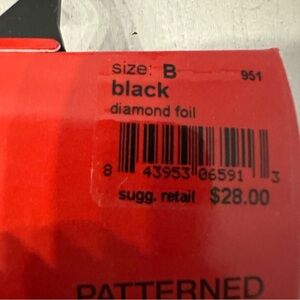 size: B 951
black
diamond foil
8 43953 06591 3
sugg. retail $28.00
PATTERNED